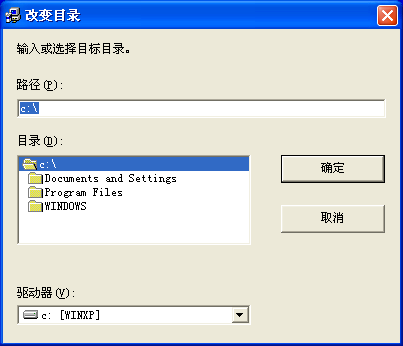 改变目录
输入或选择目标目录。
路径(P):
c:\
目录(D):
c:\
Documents and Settings
Program Files
WINDOWS
确定
取消
驱动器(V):
c: [WINXP]